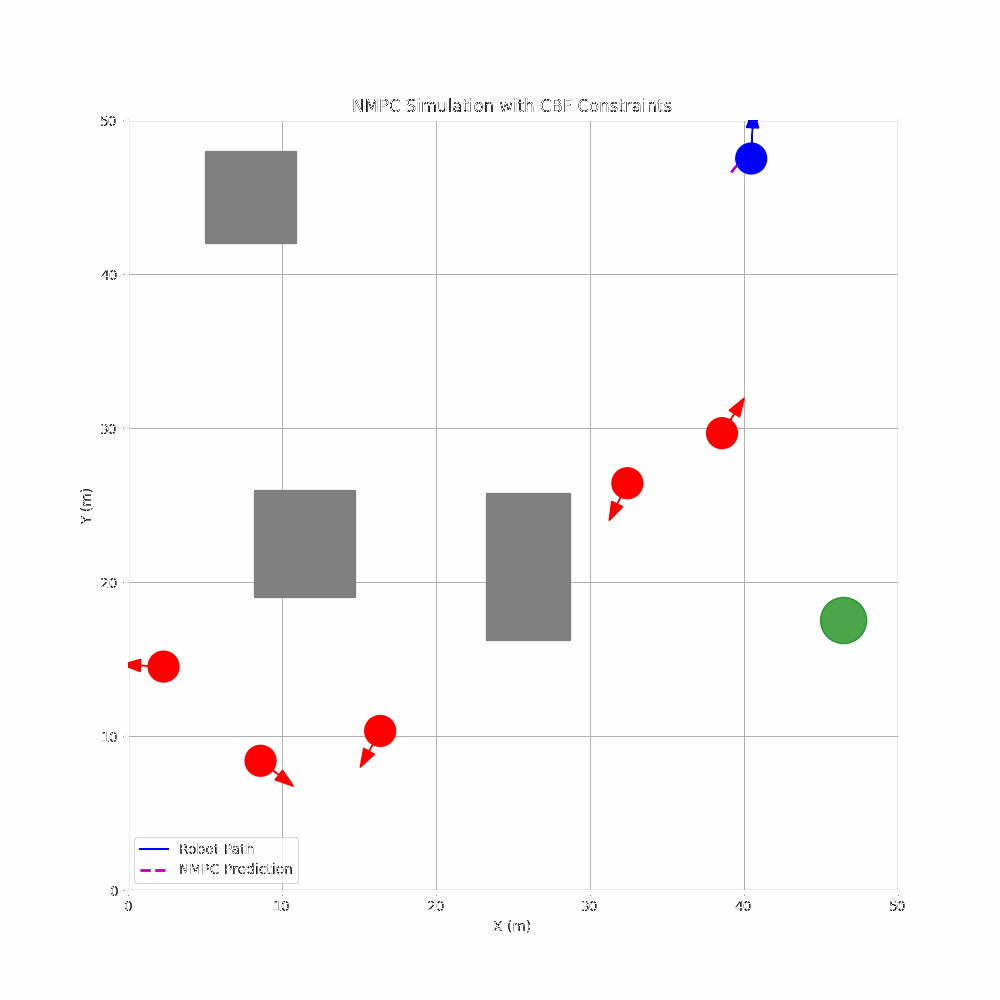 NMPC Simulation with CBF Constraints
50
40
30
20
10
0
Y (m)
Robot Path
NMPC Prediction
0 10 20 30 40 50
X (m)